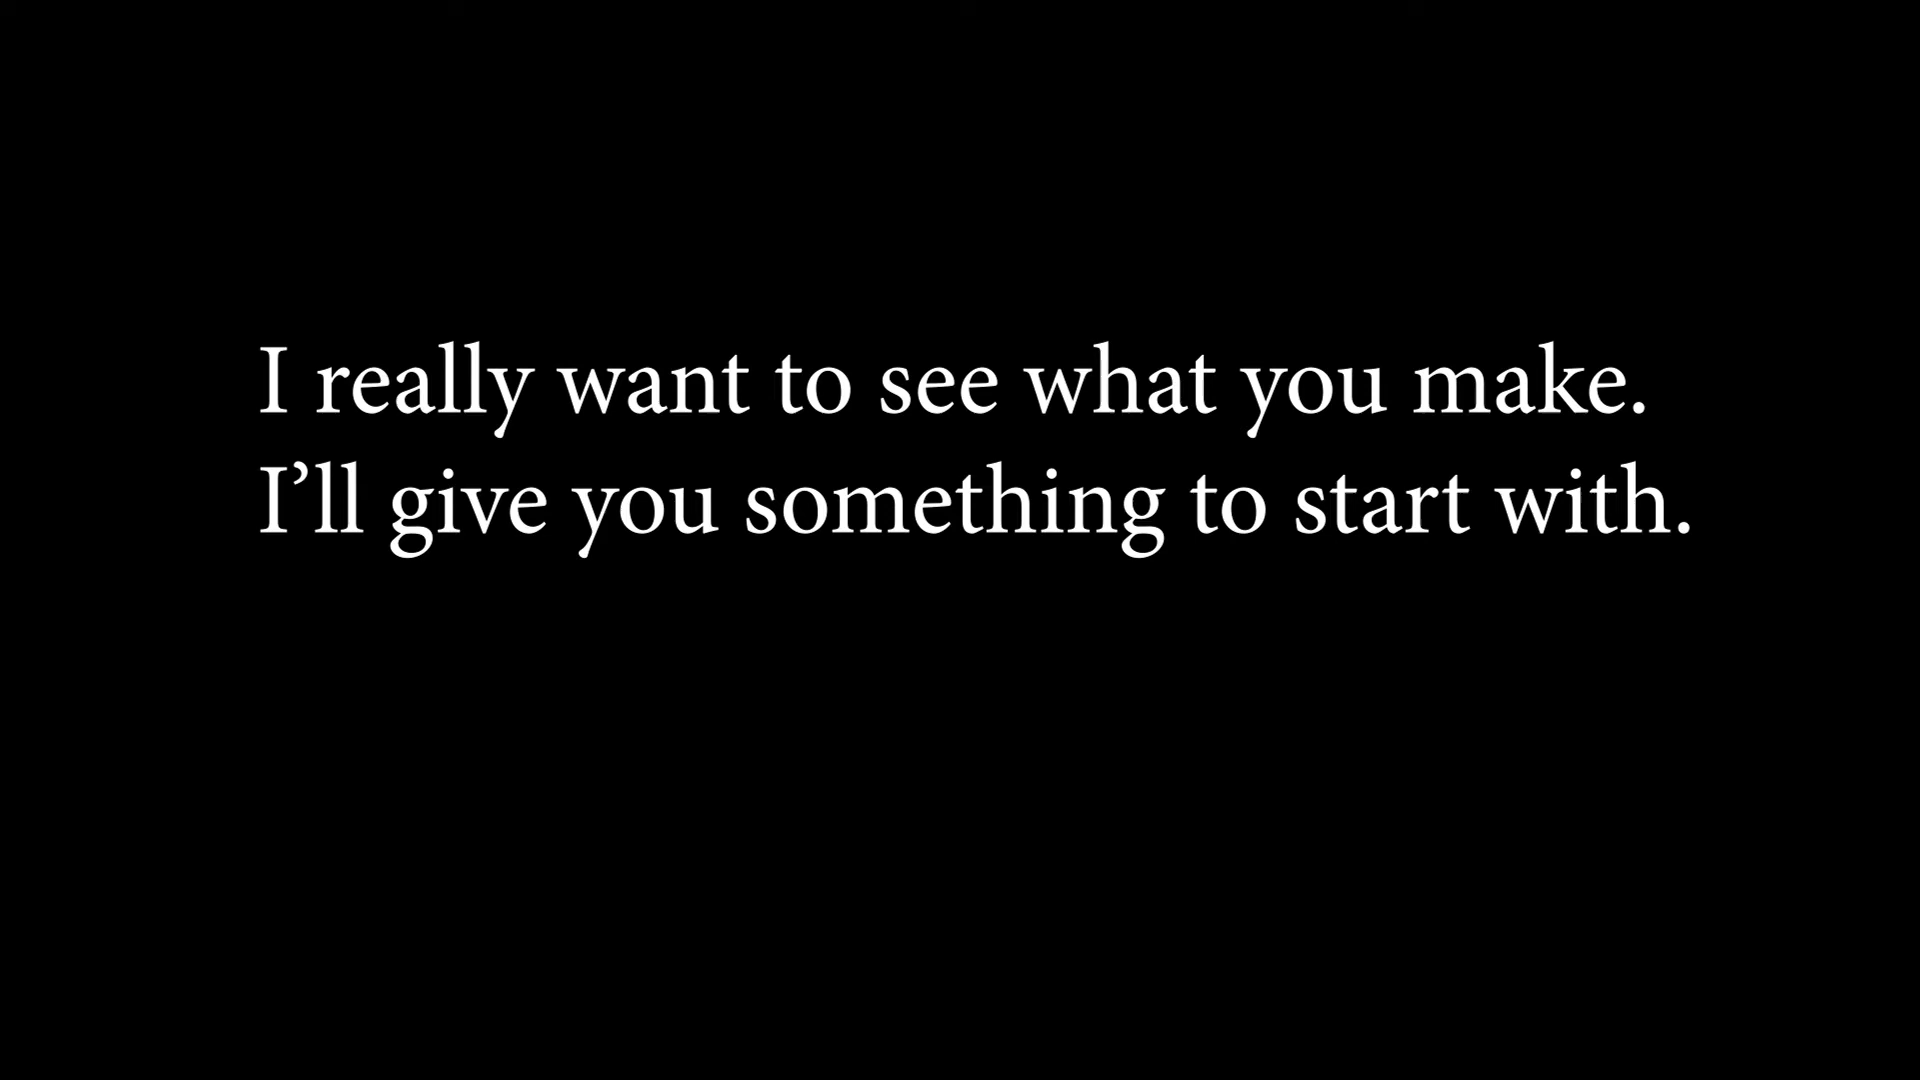 I really want to see what you make.
I’ll give you something to start with.